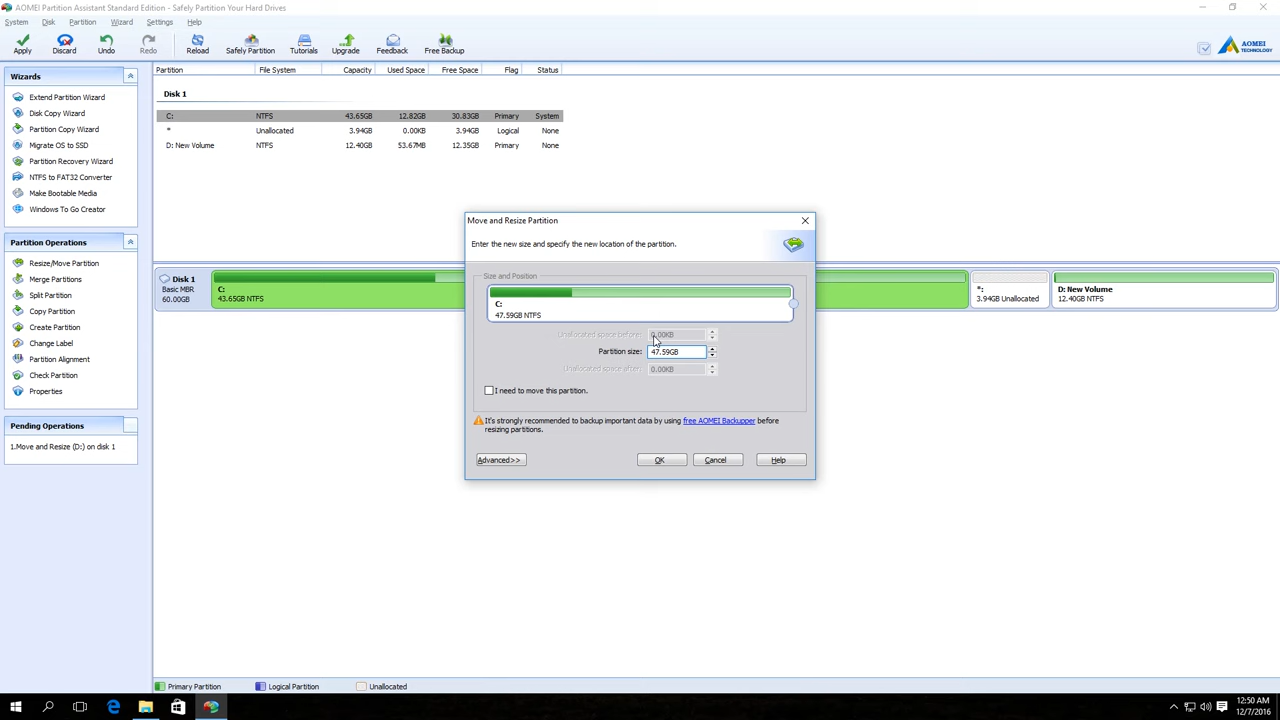 AOMEI Partition Assistant Standard Edition - Safely Partition Your Hard Drives
System Disk Partition Wizard Settings Help
Apply Discard Undo Redo Reload Safely Partition Tutorials Upgrade Feedback Free Backup
AOMEI
TECHNOLOGY
Wizards
Extend Partition Wizard
Disk Copy Wizard
Partition Copy Wizard
Migrate OS to SSD
Partition Recovery Wizard
NTFS to FAT32 Converter
Make Bootable Media
Windows To Go Creator
Partition Operations
Resize/Move Partition
Merge Partitions
Split Partition
Copy Partition
Create Partition
Change Label
Partition Alignment
Check Partition
Properties
Pending Operations
1.Move and Resize (D:) on disk 1
Partition File System Capacity Used Space Free Space Flag Status
Disk 1
C: NTFS 43.65GB 12.82GB 30.83GB Primary System
* Unallocated 3.94GB 0.00KB 3.94GB Logical None
D: New Volume NTFS 12.40GB 53.67MB 12.35GB Primary None
Disk 1
Basic MBR
60.00GB
C:
43.65GB NTFS
*:
3.94GB Unallocated
D: New Volume
12.40GB NTFS
Move and Resize Partition
Enter the new size and specify the new location of the partition.
Size and Position
C:
47.59GB NTFS
Unallocated space before: 0.00KB
Partition size: 47.59GB
Unallocated space after: 0.00KB
I need to move this partition.
It's strongly recommended to backup important data by using free AOMEI Backupper before
resizing partitions.
Advanced>> OK Cancel Help
Primary Partition Logical Partition Unallocated
12:50 AM
12/7/2016